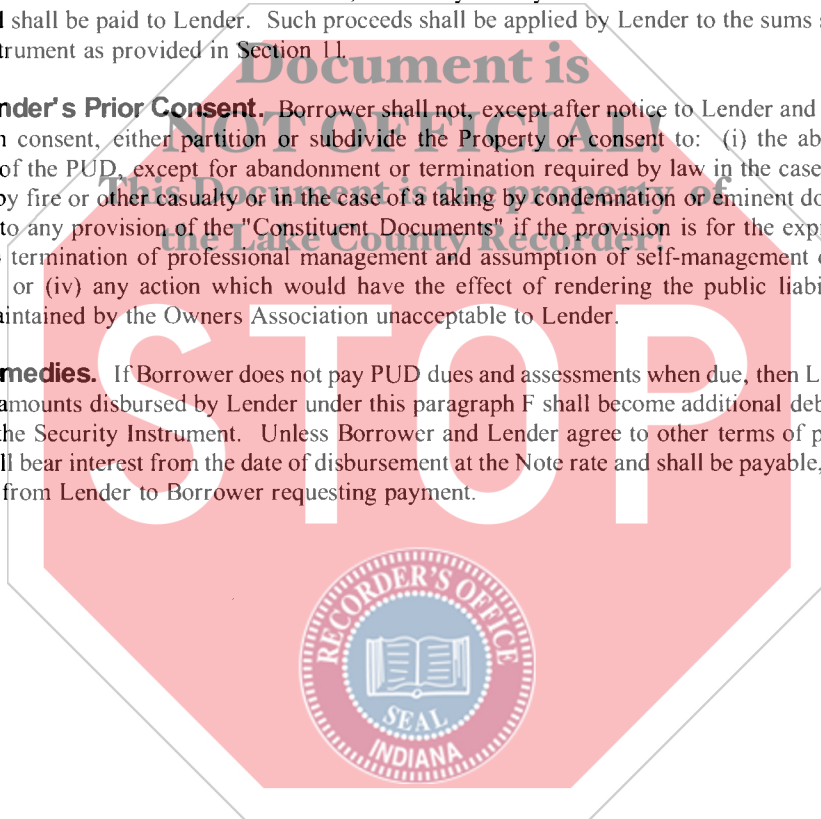 l shall be paid to Lender. Such proceeds shall be applied by Lender to the sums
trument as provided in Section 11.
Document is
nder's Prior Consent. Borrower shall not, except after notice to Lender and
NOT OFFICIAL!
n consent, either partition or subdivide the Property or consent to: (i) the ab
of the PUD, except for abandonment or termination required by law in the case
This Document is the property of
by fire or other casualty or in the case of a taking by condemnation or eminent do
to any provision of the "Constituent Documents" if the provision is for the exp
the Lake County Recorder!
termination of professional management and assumption of self-management
or (iv) any action which would have the effect of rendering the public liabi
aintained by the Owners Association unacceptable to Lender.
STOP
medies. If Borrower does not pay PUD dues and assessments when due, then L
amounts disbursed by Lender under this paragraph F shall become additional deb
he Security Instrument. Unless Borrower and Lender agree to other terms of p
ll bear interest from the date of disbursement at the Note rate and shall be payable,
from Lender to Borrower requesting payment.
RECORDER'S OFFICE
SEAL
INDIANA